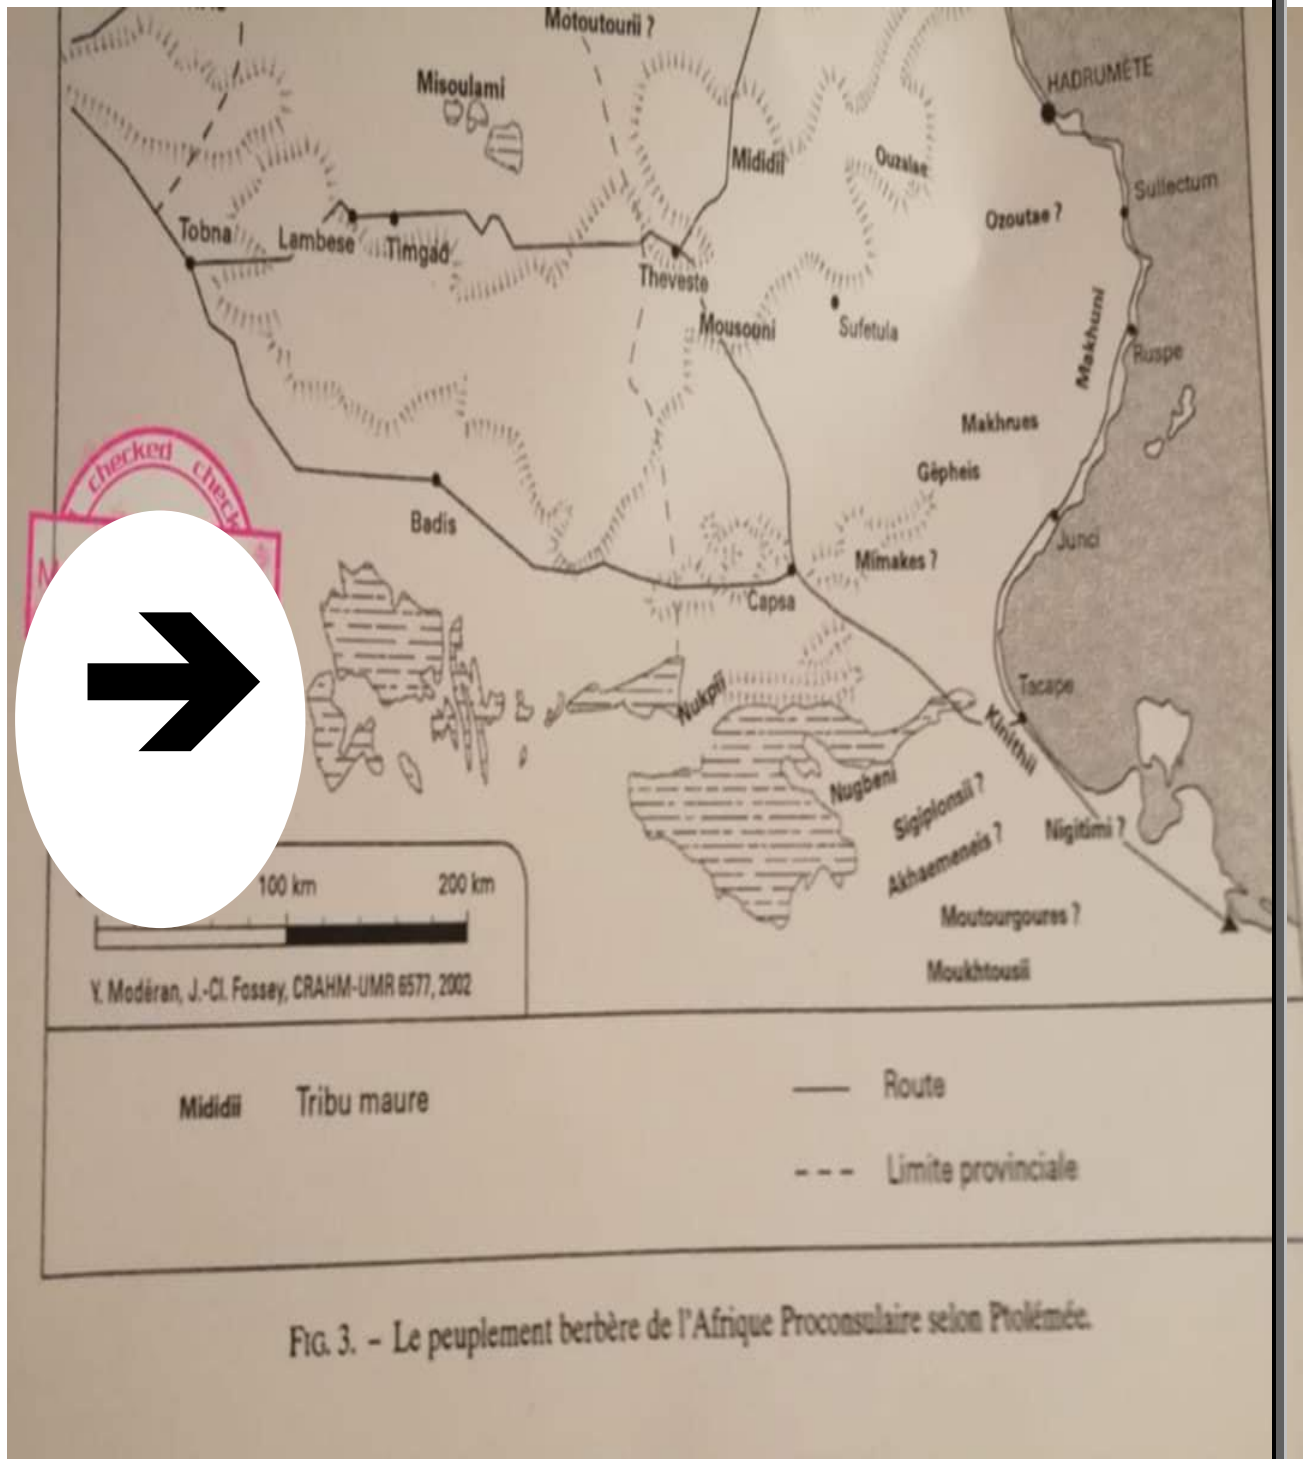 Motoutourii ?
Misoulami
HADRUMÈTE
Mididii
Ouzalae
Sullectum
Ozoutae ?
Tobna
Lambese
Timgad
Theveste
Mousouni
Sufetula
Makhuni
Ruspe
Makhrues
Gêpheis
checked check
Badis
Junci
Mimakes ?
Capsa
Nukpii
Tacape
Kinithii
Nugbeni
Sigiplonsii ?
Nigitimi ?
Akhaemeneis ?
100 km 200 km
Moutourgoures ?
Moukhtousii
Y. Modéran, J.-Cl. Fossey, CRAHM-UMR 6577, 2002
Mididii Tribu maure
Route
Limite provinciale
FIG. 3. – Le peuplement berbère de l'Afrique Proconsulaire selon Ptolémée.